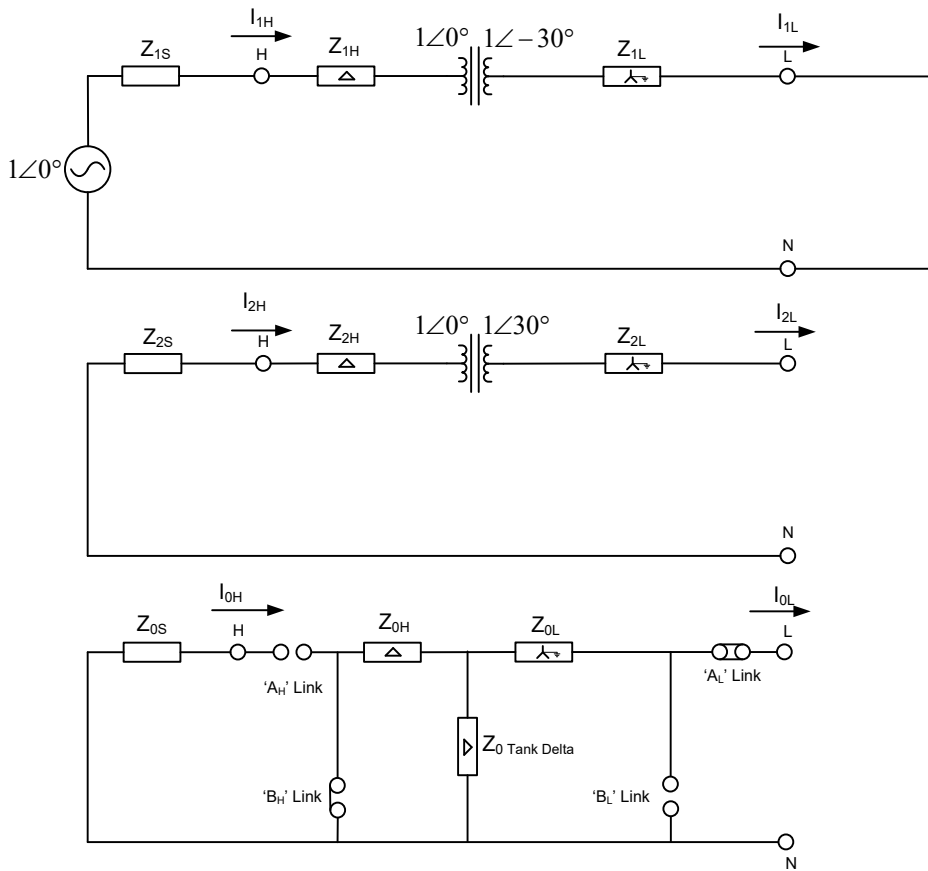 I1H
I1L
Z1S
H
Z1H
1∠0°
1∠−30°
Z1L
L
1∠0°
N
I2H
I2L
Z2S
H
Z2H
1∠0°
1∠30°
Z2L
L
N
I0H
I0L
Z0S
H
Z0H
Z0L
L
'AH' Link
'AL' Link
Z0 Tank Delta
'BH' Link
'BL' Link
N